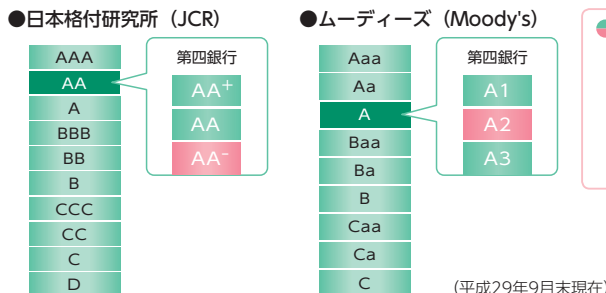 ●日本格付研究所（JCR）
AAA
AA
A
BBB
BB
B
CCC
CC
C
D
第四銀行
AA+
AA
AA-
●ムーディーズ（Moody's）
Aaa
Aa
A
Baa
Ba
B
Caa
Ca
C
第四銀行
A1
A2
A3
（平成29年9月末現在）